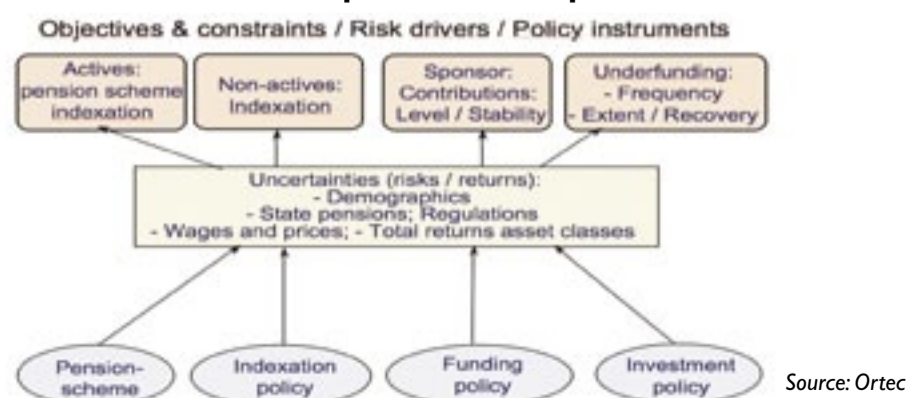 Objectives & constraints / Risk drivers / Policy instruments
Actives:
pension scheme
indexation
Non-actives:
Indexation
Sponsor:
Contributions:
Level / Stability
Underfunding:
- Frequency
- Extent / Recovery
Uncertainties (risks / returns):
- Demographics
- State pensions; Regulations
- Wages and prices; - Total returns asset classes
Pension-
scheme
Indexation
policy
Funding
policy
Investment
policy
Source: Ortec